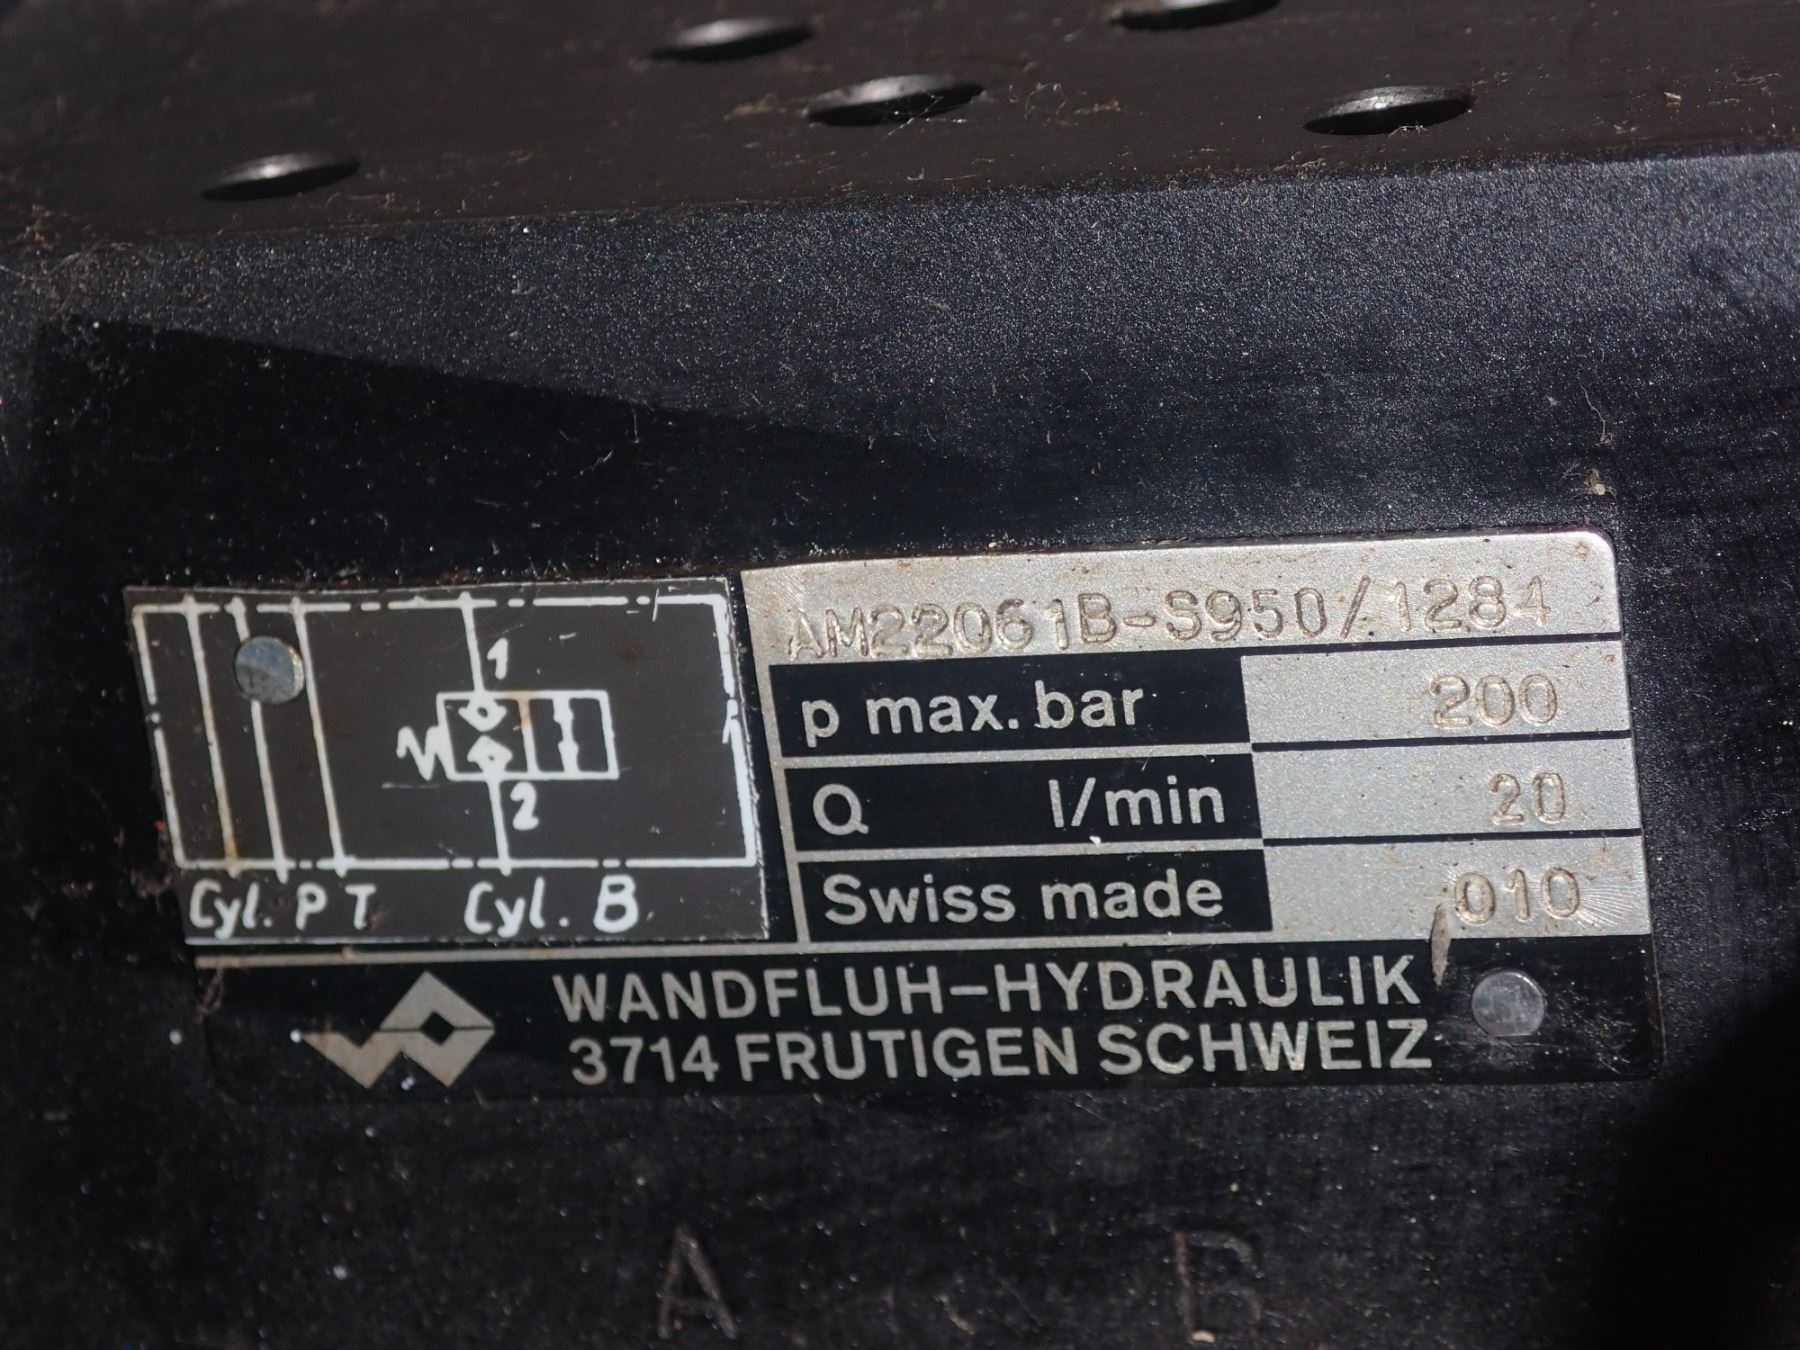 AM22061B-S950/1284
p max. bar 200
Q l/min 20
Swiss made 010
1
2
Cyl. P T Cyl. B
WANDFLUH-HYDRAULIK
3714 FRUTIGEN SCHWEIZ
A B